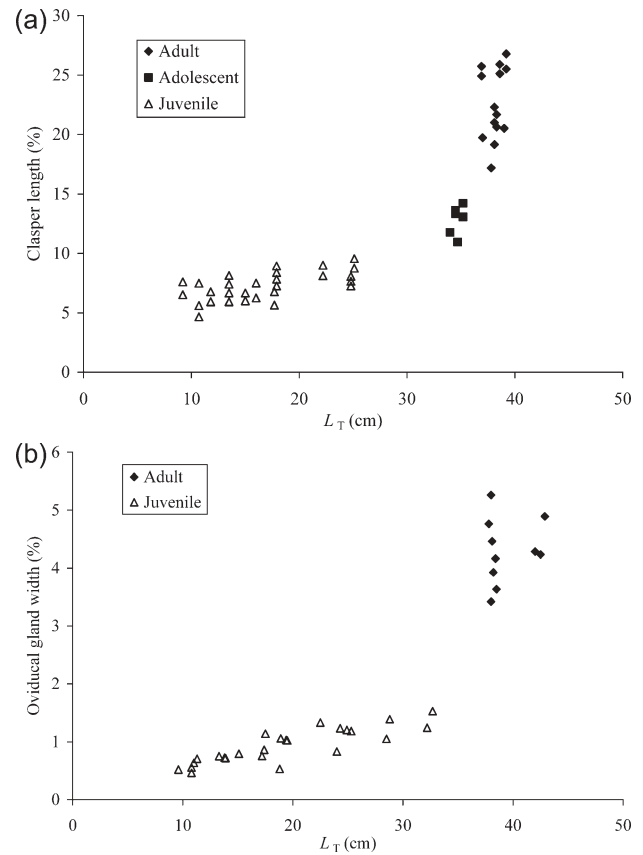 (a)
30
25
20
15
10
5
0
Clasper length (%)
Adult
Adolescent
Juvenile
0 10 20 30 40 50
L T (cm)
(b)
6
5
4
3
2
1
0
Oviducal gland width (%)
Adult
Juvenile
0 10 20 30 40 50
L T (cm)